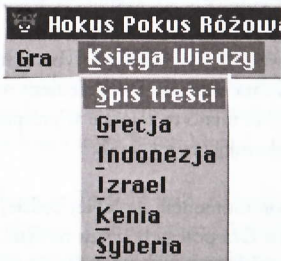 Hokus Pokus Różowa
Gra Księga Wiedzy
Spis treści
Grecja
Indonezja
Izrael
Kenia
Syberia